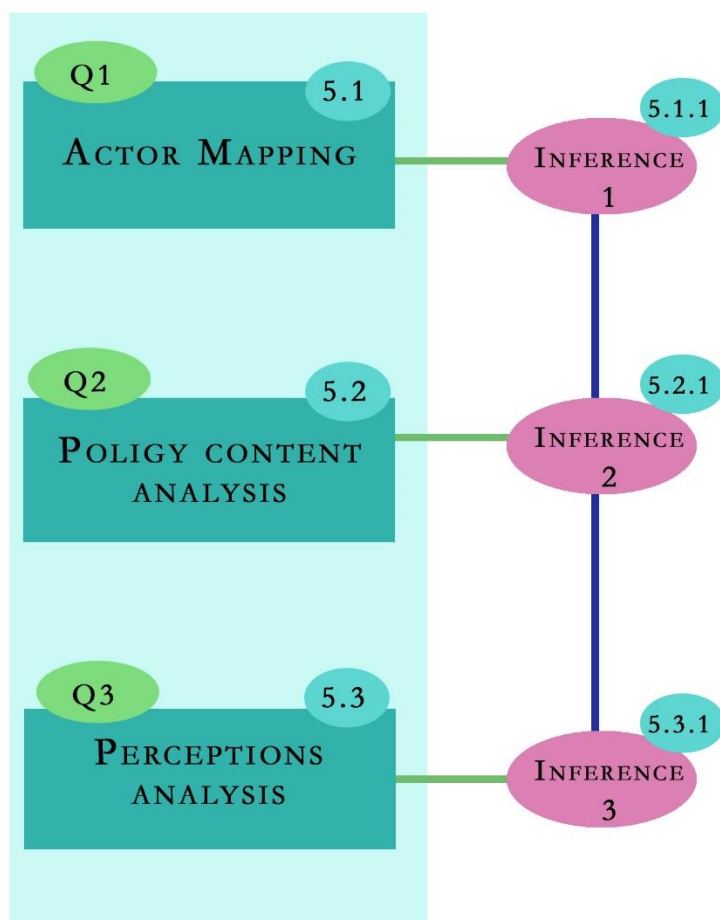 Q1
5.1
5.1.1
ACTOR MAPPING
INFERENCE
1
Q2
5.2
5.2.1
POLIGY CONTENT
ANALYSIS
INFERENCE
2
Q3
5.3
5.3.1
PERCEPTIONS
ANALYSIS
INFERENCE
3